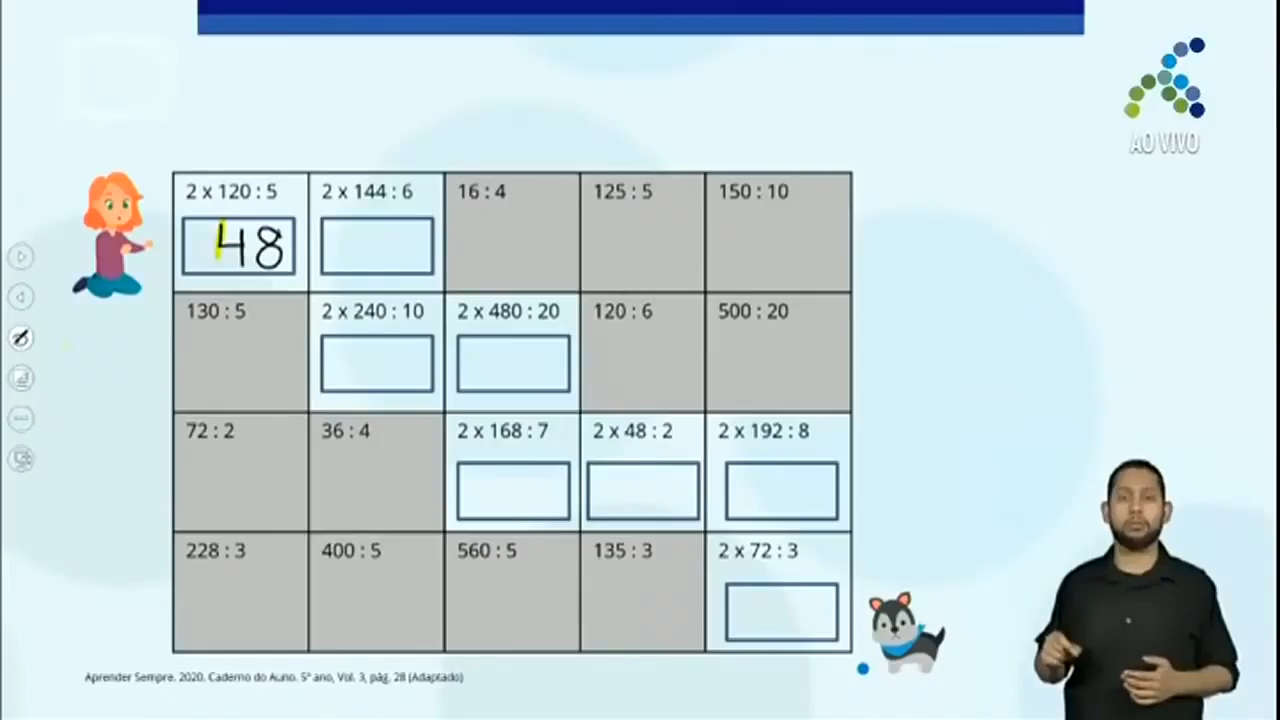 AO VIVO
2 x 120 : 5
2 x 144 : 6
16 : 4
125 : 5
150 : 10
48
130 : 5
2 x 240 : 10
2 x 480 : 20
120 : 6
500 : 20
72 : 2
36 : 4
2 x 168 : 7
2 x 48 : 2
2 x 192 : 8
228 : 3
400 : 5
560 : 5
135 : 3
2 x 72 : 3
Aprender Sempre. 2020. Caderno do Auno. 5º ano, Vol. 3, pág. 28 (Adaptado)